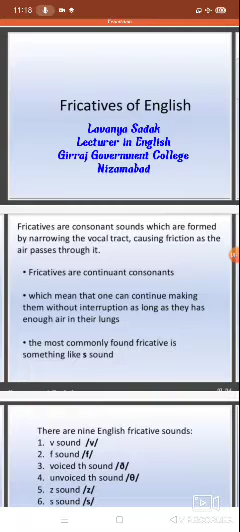 11:18
Fricatives of English
Lavanya Sadak
Lecturer in English
Girraj Government College
Nizamabad
Fricatives are consonant sounds which are formed
by narrowing the vocal tract, causing friction as the
air passes through it.
• Fricatives are continuant consonants
• which mean that one can continue making
them without interruption as long as they has
enough air in their lungs
• the most commonly found fricative is
something like s sound
There are nine English fricative sounds:
1. v sound /v/
2. f sound /f/
3. voiced th sound /ð/
4. unvoiced th sound /θ/
5. z sound /z/
6. s sound /s/